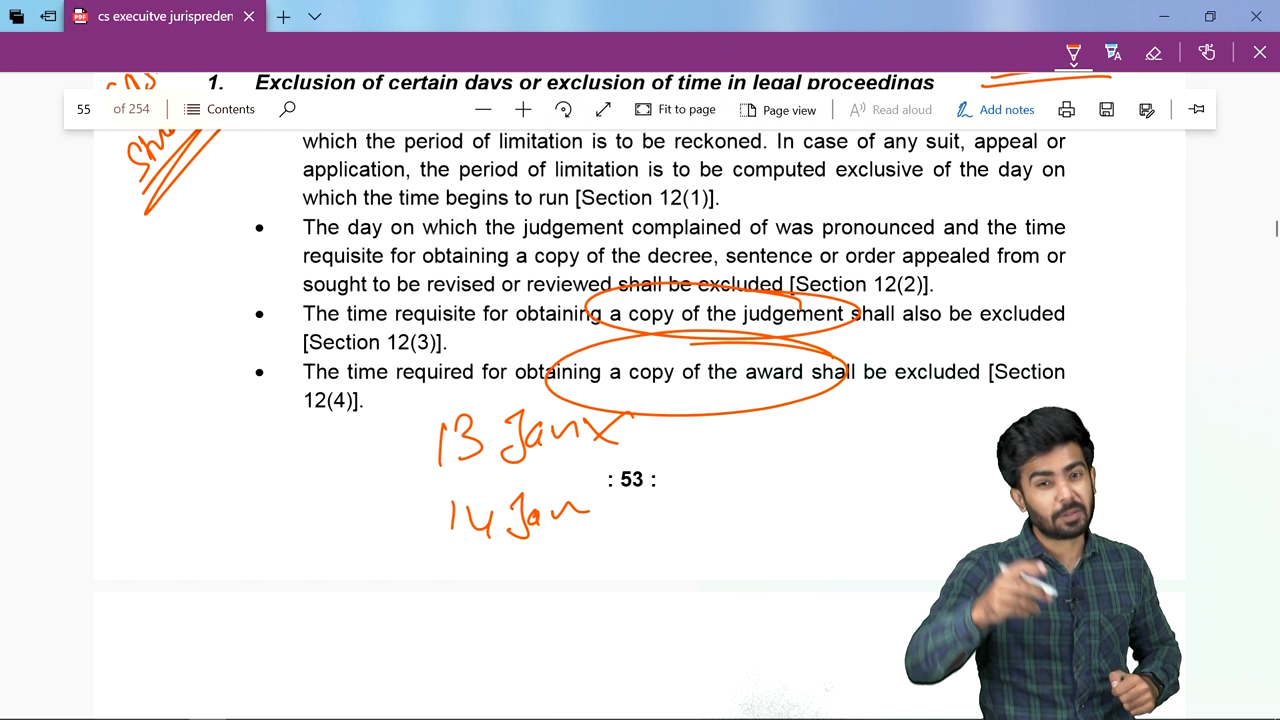 cs execuitve jurispreden
1. Exclusion of certain days or exclusion of time in legal proceedings
55 of 254 Contents Fit to page Page view Read aloud Add notes
which the period of limitation is to be reckoned. In case of any suit, appeal or
application, the period of limitation is to be computed exclusive of the day on
which the time begins to run [Section 12(1)].
• The day on which the judgement complained of was pronounced and the time
requisite for obtaining a copy of the decree, sentence or order appealed from or
sought to be revised or reviewed shall be excluded [Section 12(2)].
• The time requisite for obtaining a copy of the judgement shall also be excluded
[Section 12(3)].
• The time required for obtaining a copy of the award shall be excluded [Section
12(4)].
13 Jan x
: 53 :
14 Jan